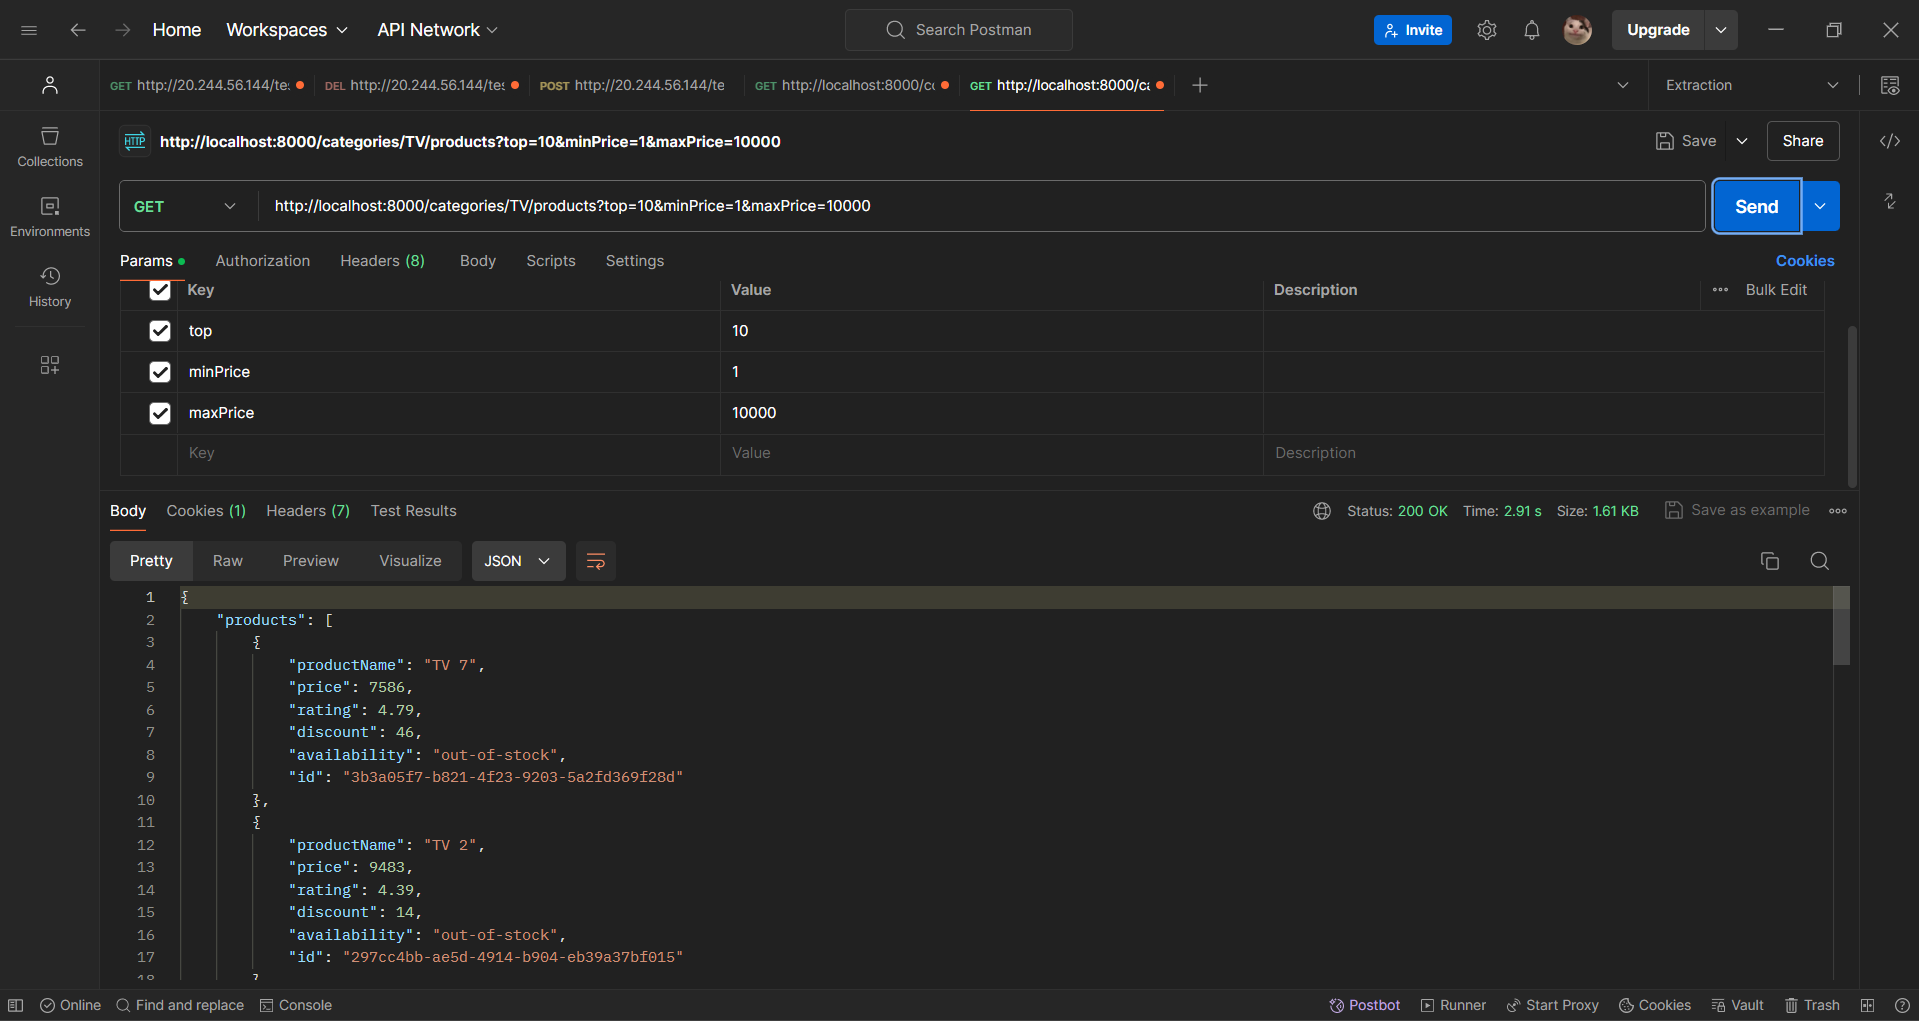 Home Workspaces API Network Search Postman Invite Upgrade
GET http://20.244.56.144/te: DEL http://20.244.56.144/te: POST http://20.244.56.144/te GET http://localhost:8000/c GET http://localhost:8000/c Extraction
HTTP http://localhost:8000/categories/TV/products?top=10&minPrice=1&maxPrice=10000 Save Share
Collections
GET http://localhost:8000/categories/TV/products?top=10&minPrice=1&maxPrice=10000 Send
Environments
Params Authorization Headers (8) Body Scripts Settings Cookies
History
Key Value Description Bulk Edit
top 10
minPrice 1
maxPrice 10000
Key Value Description
Body Cookies (1) Headers (7) Test Results Status: 200 OK Time: 2.91 s Size: 1.61 KB Save as example
Pretty Raw Preview Visualize JSON
1 {
2 "products": [
3 {
4 "productName": "TV 7",
5 "price": 7586,
6 "rating": 4.79,
7 "discount": 46,
8 "availability": "out-of-stock",
9 "id": "3b3a05f7-b821-4f23-9203-5a2fd369f28d"
10 },
11 {
12 "productName": "TV 2",
13 "price": 9483,
14 "rating": 4.39,
15 "discount": 14,
16 "availability": "out-of-stock",
17 "id": "297cc4bb-ae5d-4914-b904-eb39a37bf015"
18
Online Find and replace Console Postbot Runner Start Proxy Cookies Vault Trash